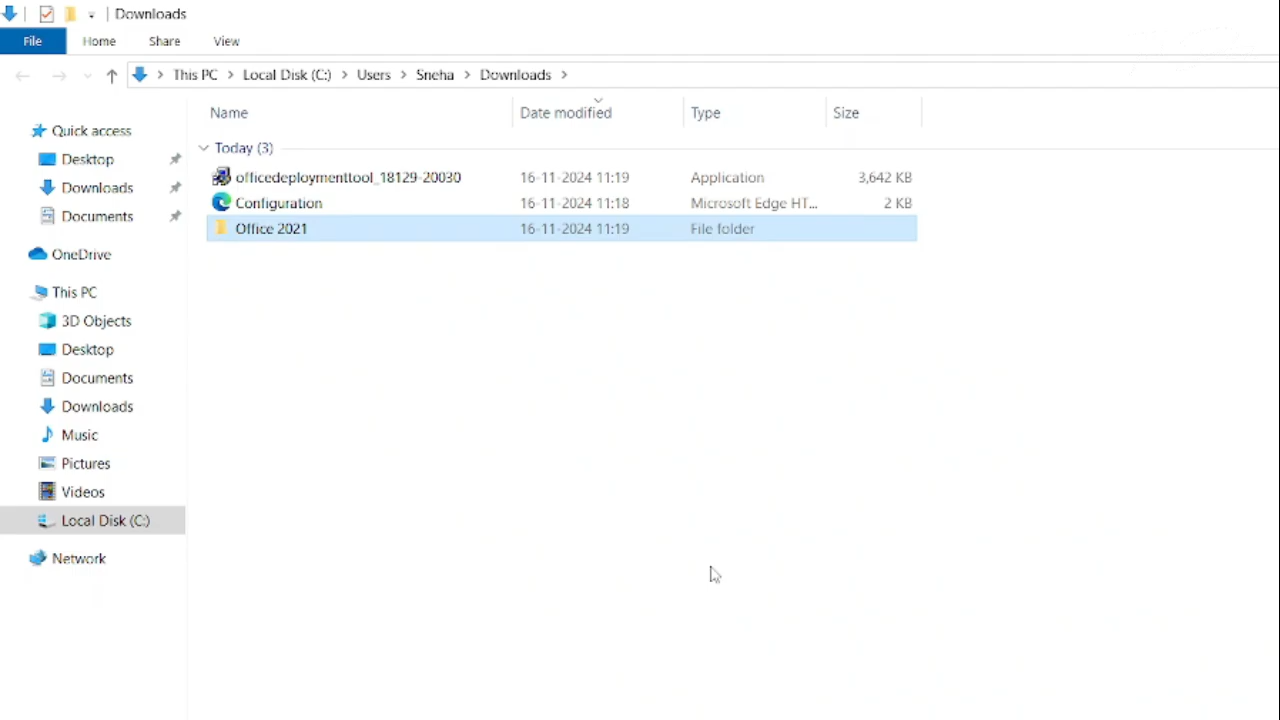 Downloads
File Home Share View
This PC Local Disk (C:) Users Sneha Downloads
Name Date modified Type Size
Today (3)
officedeploymenttool_18129-20030 16-11-2024 11:19 Application 3,642 KB
Configuration 16-11-2024 11:18 Microsoft Edge HT... 2 KB
Office 2021 16-11-2024 11:19 File folder
Quick access
Desktop
Downloads
Documents
OneDrive
This PC
3D Objects
Desktop
Documents
Downloads
Music
Pictures
Videos
Local Disk (C:)
Network